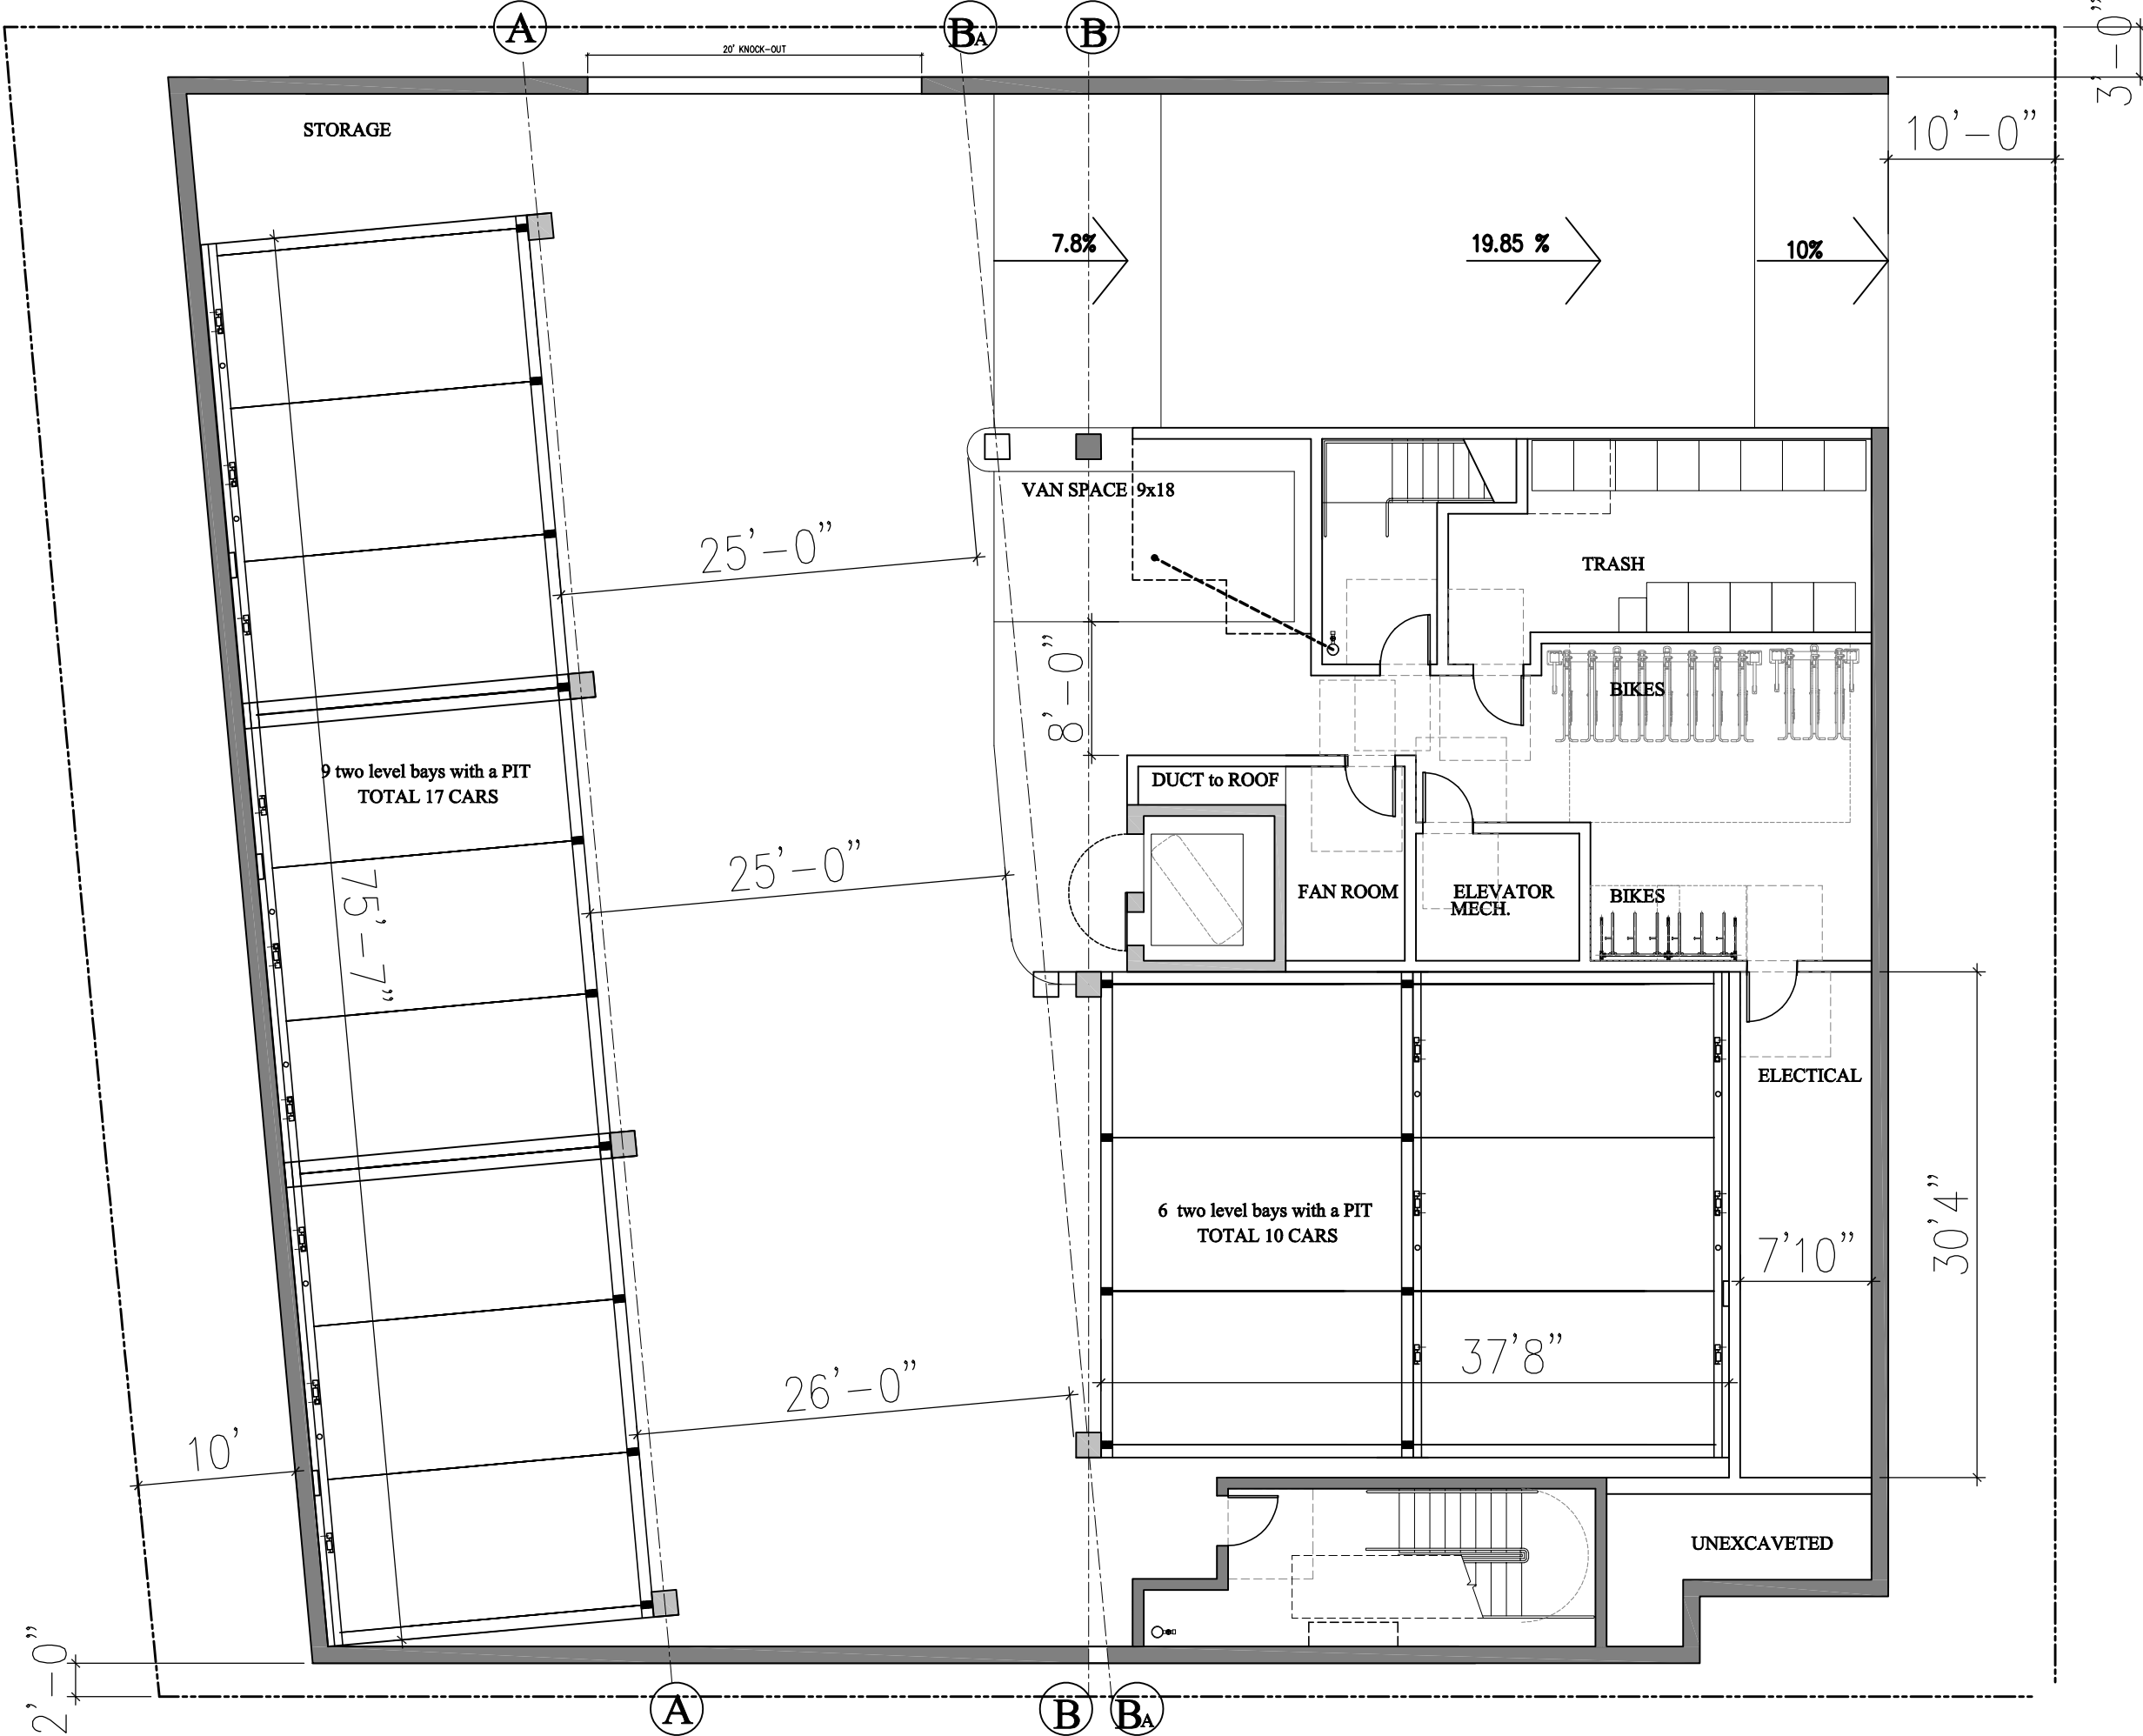 A
BA
B
3'-0"
20' KNOCK-OUT
10'-0"
STORAGE
7.8%
19.85 %
10%
VAN SPACE 9x18
25'-0"
TRASH
8'-0"
BIKES
9 two level bays with a PIT
TOTAL 17 CARS
DUCT to ROOF
25'-0"
75'-7"
FAN ROOM
ELEVATOR
MECH.
BIKES
ELECTICAL
6 two level bays with a PIT
TOTAL 10 CARS
30'4"
7'10"
37'8"
26'-0"
10'
UNEXCAVETED
2'-0"
A
B
BA